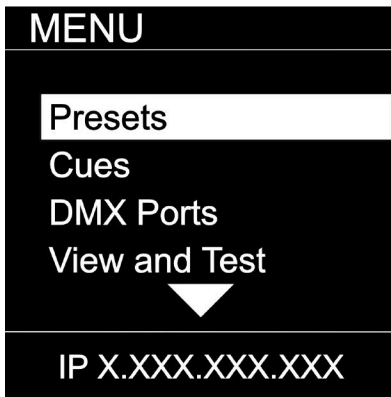 MENU
Presets
Cues
DMX Ports
View and Test
IP X.XXX.XXX.XXX